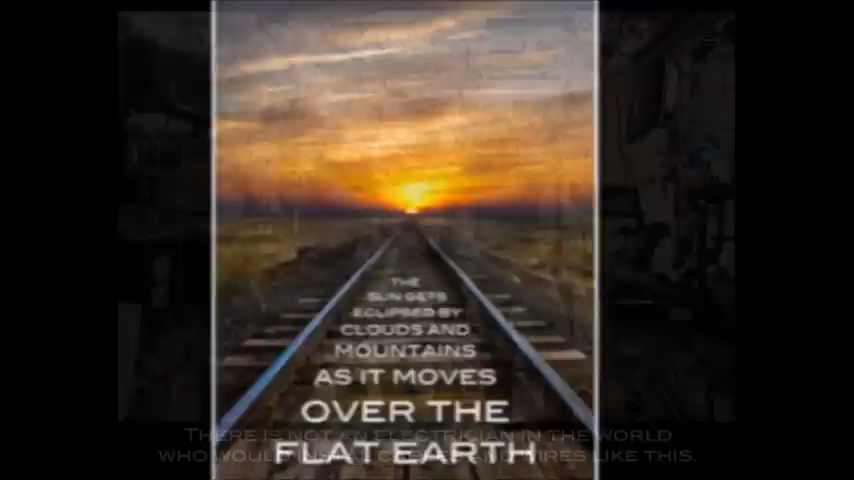 THE
SUN GETS
ECLIPSED BY
CLOUDS AND
MOUNTAINS
AS IT MOVES
OVER THE
FLAT EARTH
THERE IS NOT AN ELECTRICIAN IN THE WORLD
WHO WOULD AND WIRES LIKE THIS.